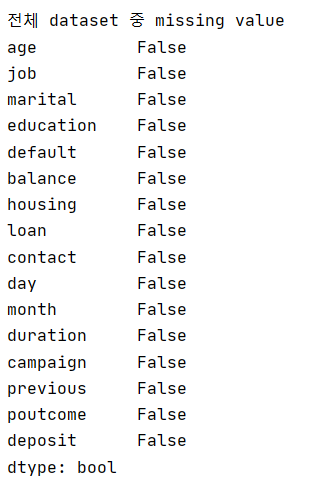 전체 dataset 중 missing value
age          False
job          False
marital      False
education    False
default      False
balance      False
housing      False
loan         False
contact      False
day          False
month        False
duration     False
campaign     False
previous     False
poutcome     False
deposit      False
dtype: bool